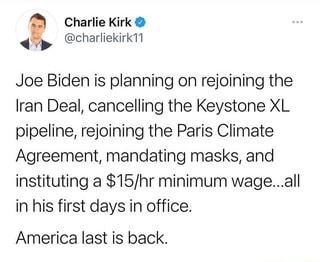 Charlie Kirk
@charliekirk11
Joe Biden is planning on rejoining the
Iran Deal, cancelling the Keystone XL
pipeline, rejoining the Paris Climate
Agreement, mandating masks, and
instituting a $15/hr minimum wage...all
in his first days in office.
America last is back.